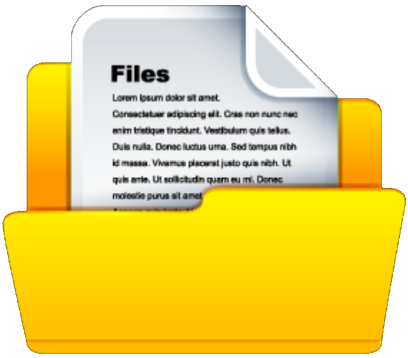 Files
Lorem ipsum dolor sit amet.
Consectetuer adipiscing elit. Cras non nunc nec
enim tristique tincidunt. Vestibulum quis tellus.
Duis nulla. Donec luctus urna. Sed tempus nibh
id massa. Vivamus placerat justo quis nibh. Ut
quis ante. Ut sollicitudin quam eu mi. Donec
molestie purus sit amet